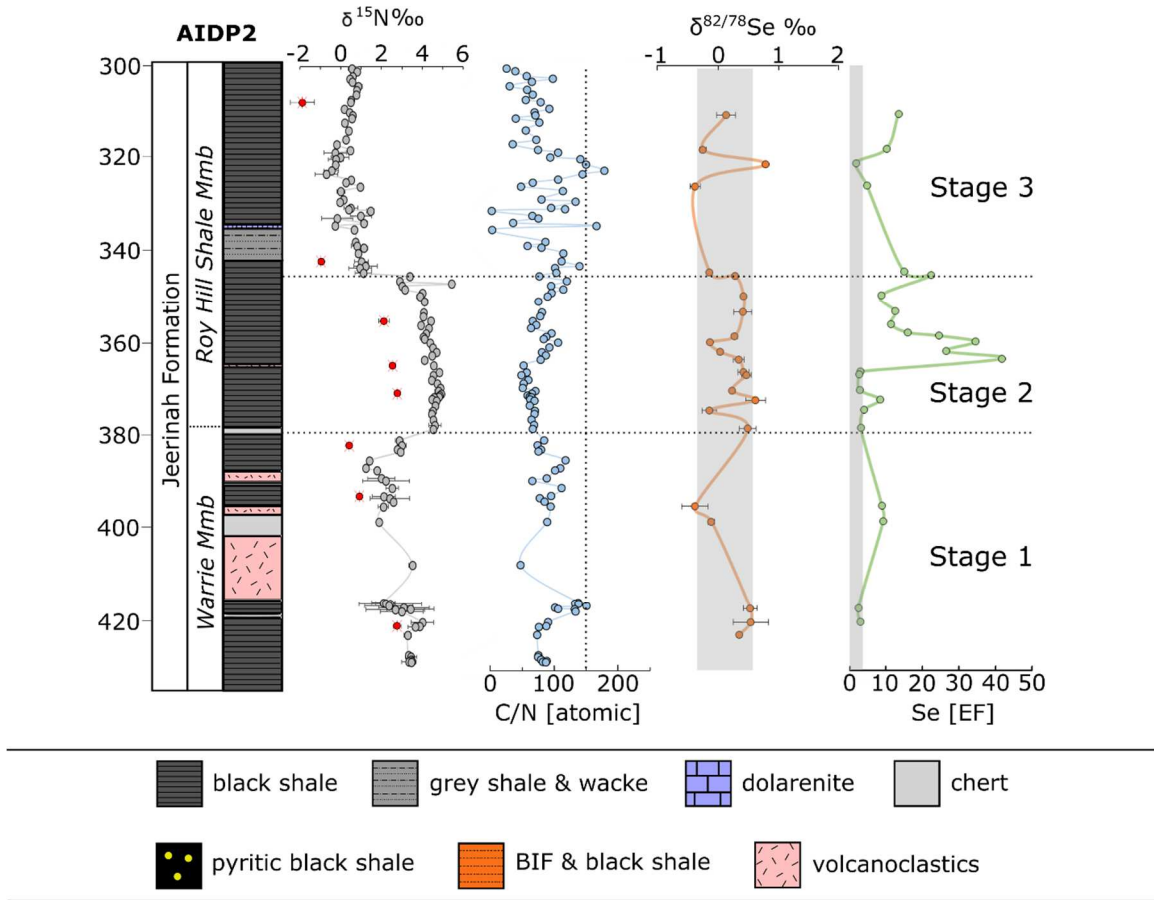 AIDP2
δ15N‰
-2 0 2 4 6
δ82/78Se ‰
-1 0 1 2
300
320
340
360
380
400
420
Jeerinah Formation
Roy Hill Shale Mmb
Warrie Mmb
Stage 3
Stage 2
Stage 1
0 100 200
C/N [atomic]
0 10 20 30 40 50
Se [EF]
black shale
grey shale & wacke
dolarenite
chert
pyritic black shale
BIF & black shale
volcanoclastics